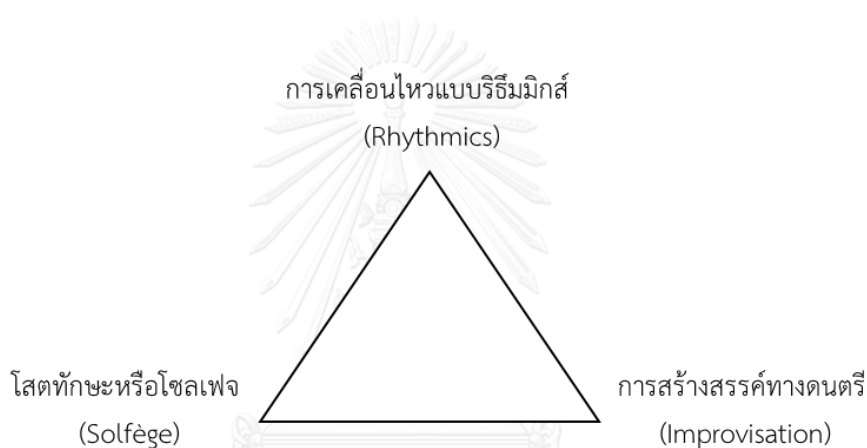 การเคลื่อนไหวแบบริธึมมิกส์
(Rhythmics)
โสตทักษะหรือโซลเฟจ
(Solfège)
การสร้างสรรค์ทางดนตรี
(Improvisation)